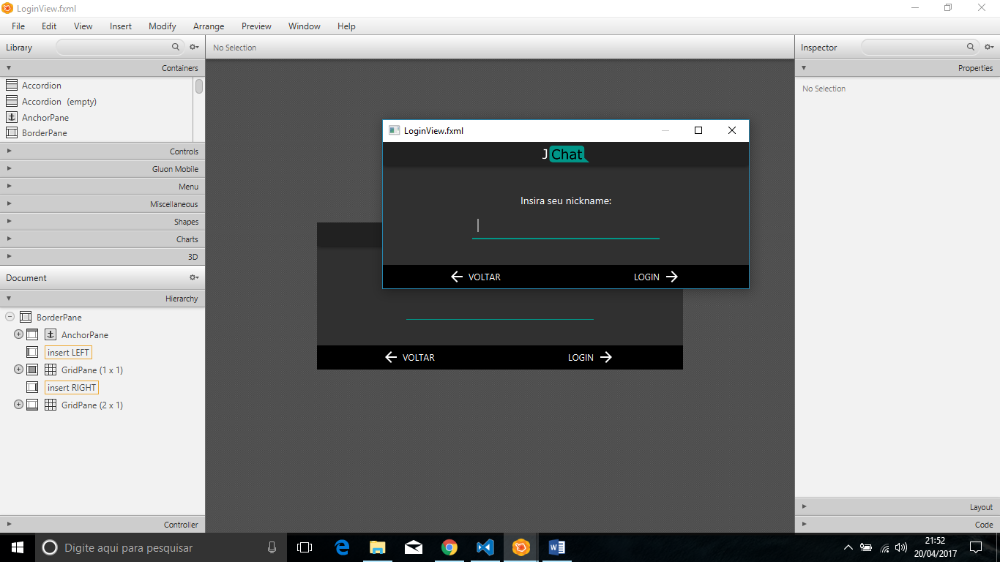 LoginView.fxml
File Edit View Insert Modify Arrange Preview Window Help
Library
No Selection
Inspector
Containers
Properties
Accordion
Accordion (empty)
AnchorPane
BorderPane
No Selection
Controls
Gluon Mobile
Menu
Miscellaneous
Shapes
Charts
3D
Document
Hierarchy
BorderPane
AnchorPane
insert LEFT
GridPane (1 x 1)
insert RIGHT
GridPane (2 x 1)
Controller
LoginView.fxml
J Chat
Insira seu nickname:
VOLTAR LOGIN
VOLTAR LOGIN
Layout
Code
Digite aqui para pesquisar
21:52
20/04/2017